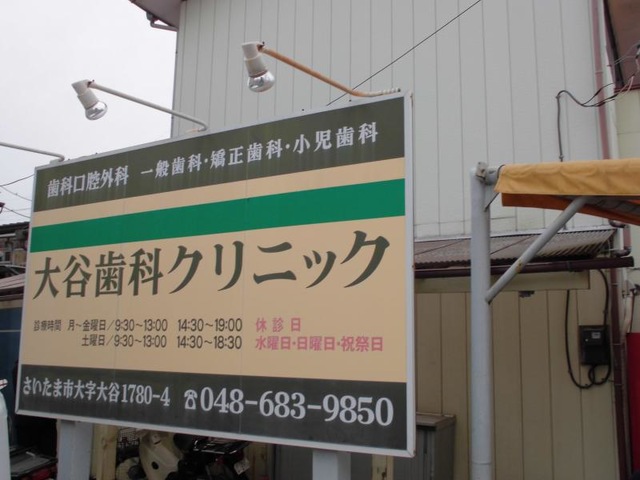 歯科口腔外科 一般歯科・矯正歯科・小児歯科
大谷歯科クリニック
診療時間 月～金曜日/9:30～13:00 14:30～19:00 休診日
土曜日/9:30～13:00 14:30～18:30 水曜日・日曜日・祝祭日
さいたま市大字大谷1780-4 ☎048-683-9850